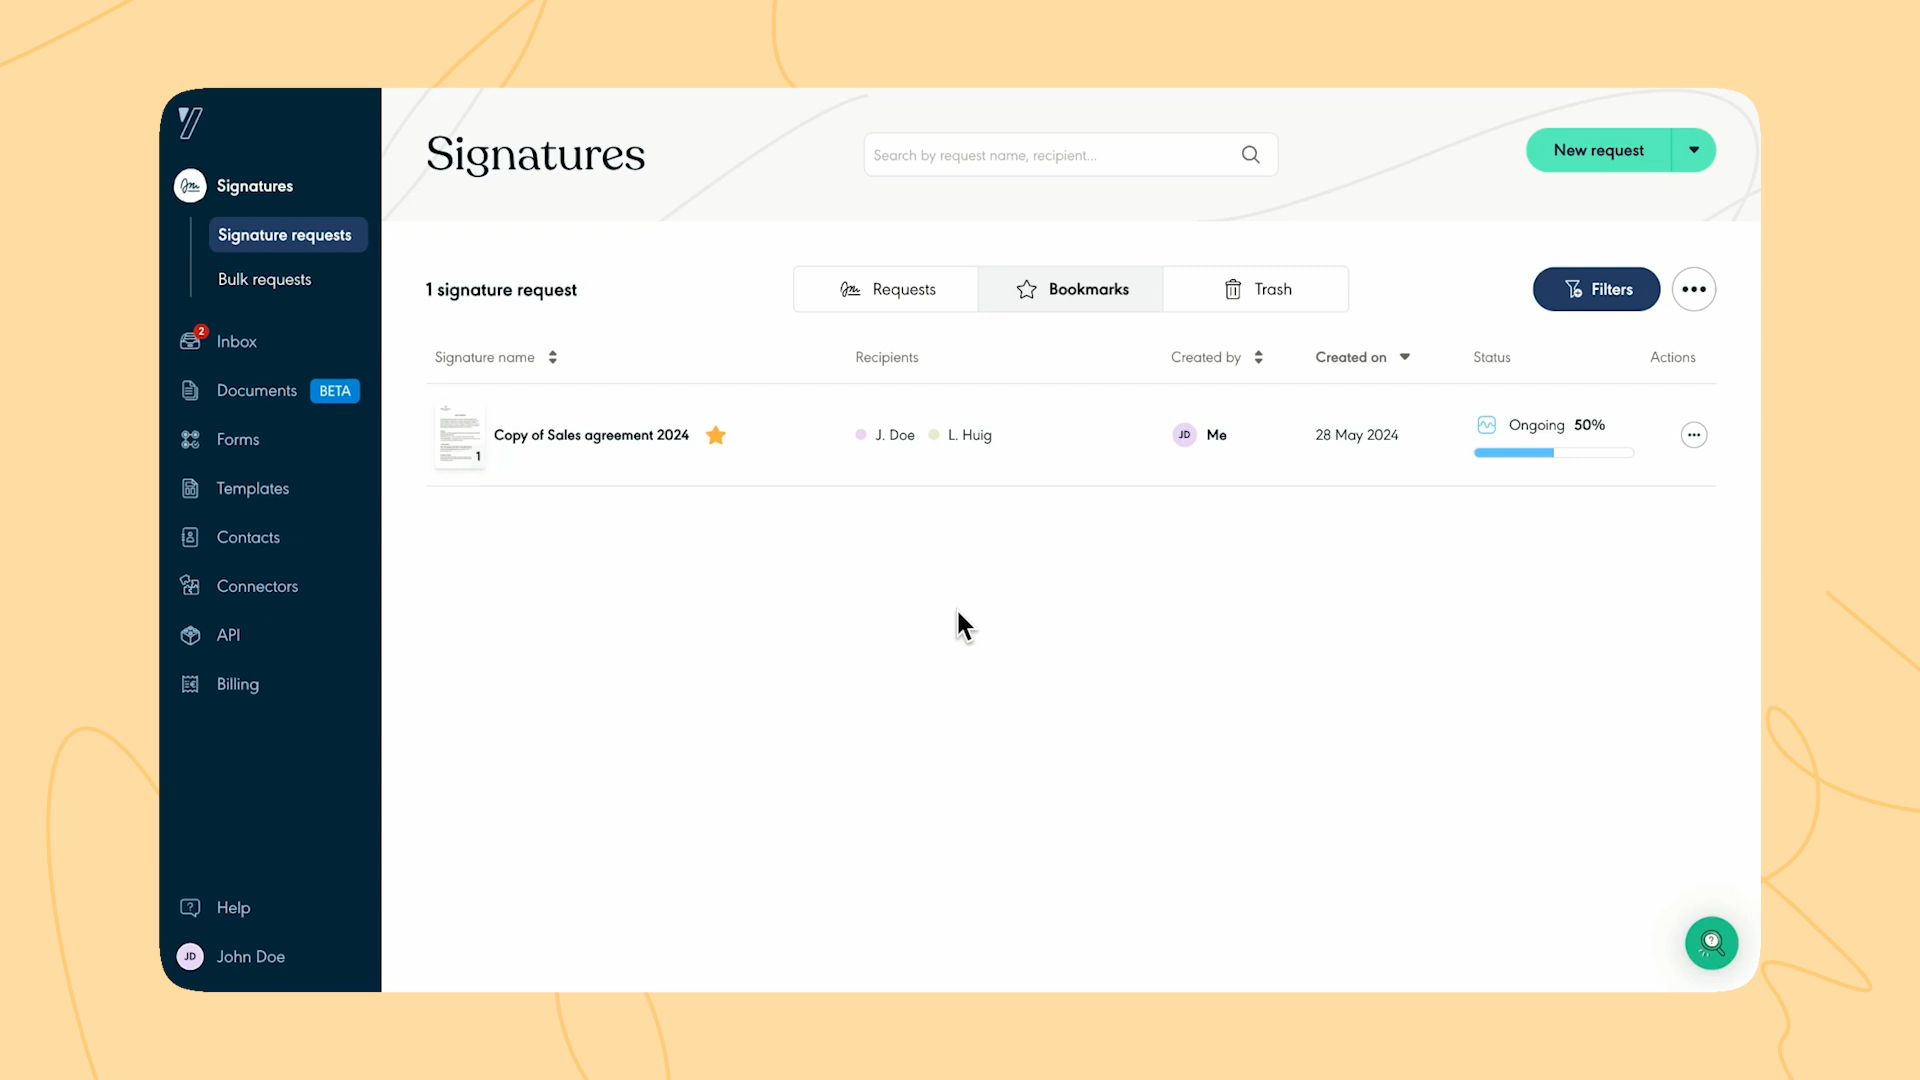 Signatures
Signature requests
Bulk requests
2
Inbox
Documents BETA
Forms
Templates
Contacts
Connectors
API
Billing
Help
JD John Doe
Signatures
Search by request name, recipient...
New request
1 signature request
Requests
Bookmarks
Trash
Filters
Signature name
Recipients
Created by
Created on
Status
Actions
1
Copy of Sales agreement 2024
J. Doe
L. Huig
JD Me
28 May 2024
Ongoing 50%